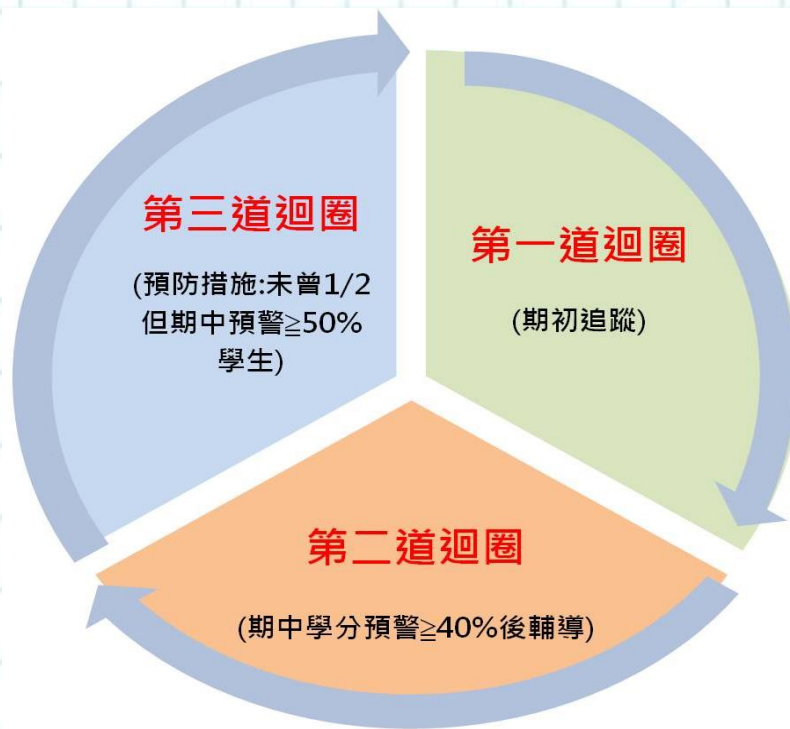 第一道迴圈
(期初追蹤)
第二道迴圈
(期中學分預警≧40%後輔導)
第三道迴圈
(預防措施:未曾1/2
但期中預警≧50%
學生)